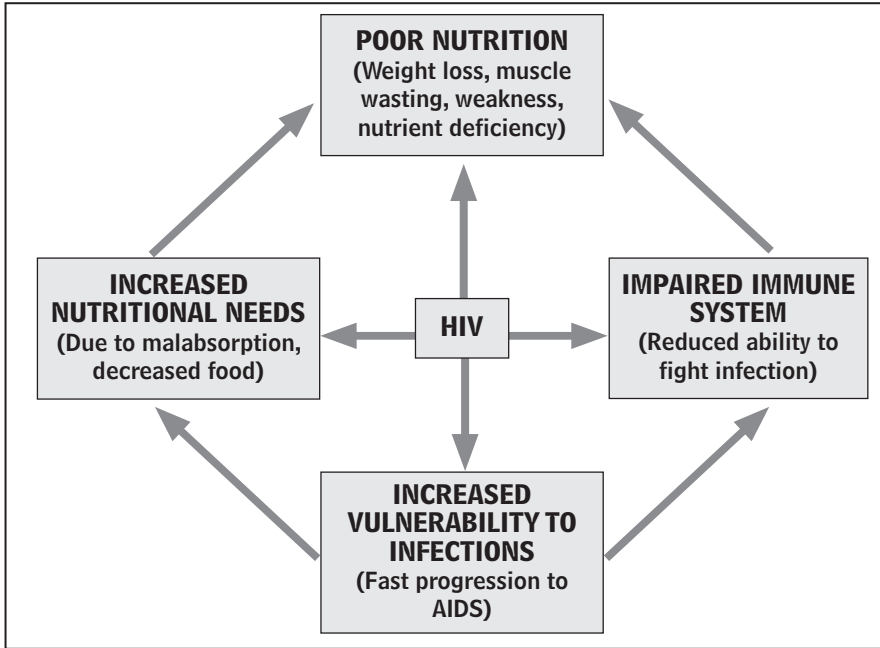 POOR NUTRITION
(Weight loss, muscle
wasting, weakness,
nutrient deficiency)
INCREASED
NUTRITIONAL NEEDS
(Due to malabsorption,
decreased food)
HIV
IMPAIRED IMMUNE
SYSTEM
(Reduced ability to
fight infection)
INCREASED
VULNERABILITY TO
INFECTIONS
(Fast progression to
AIDS)